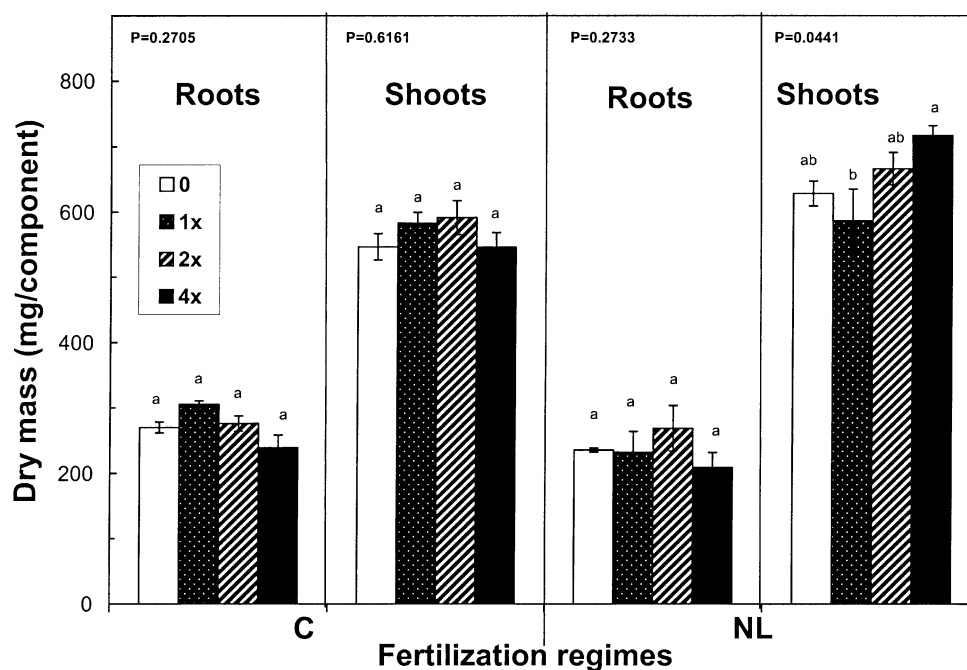 P=0.2705
P=0.6161
P=0.2733
P=0.0441
Roots
Shoots
Roots
Shoots
800
600
400
200
0
Dry mass (mg/component)
0
1x
2x
4x
a
a
a
a
a
a
a
a
a
a
a
a
ab
b
ab
a
C
NL
Fertilization regimes